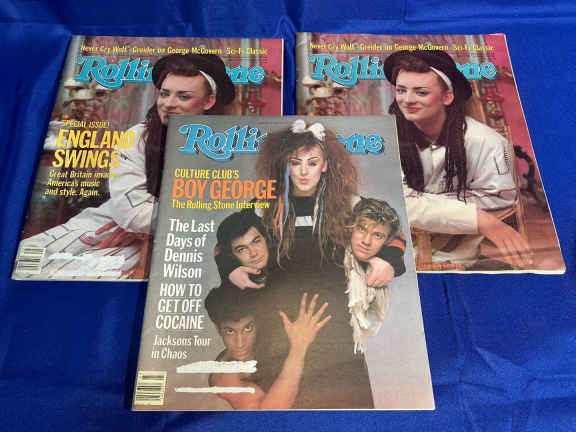 Never Cry Wolf · Greider on George McGovern · Sci-Fi Classic
Rolling Stone
SPECIAL ISSUE!
ENGLAND
SWINGS
Great Britain
America's music
and style. Again.
Never Cry Wolf · Greider on George McGovern · Sci-Fi Classic
Rolling Stone
Rolling Stone
CULTURE CLUB'S
BOY GEORGE
The Rolling Stone Interview
The Last
Days of
Dennis
Wilson
HOW TO
GET OFF
COCAINE
Jacksons Tour
in Chaos